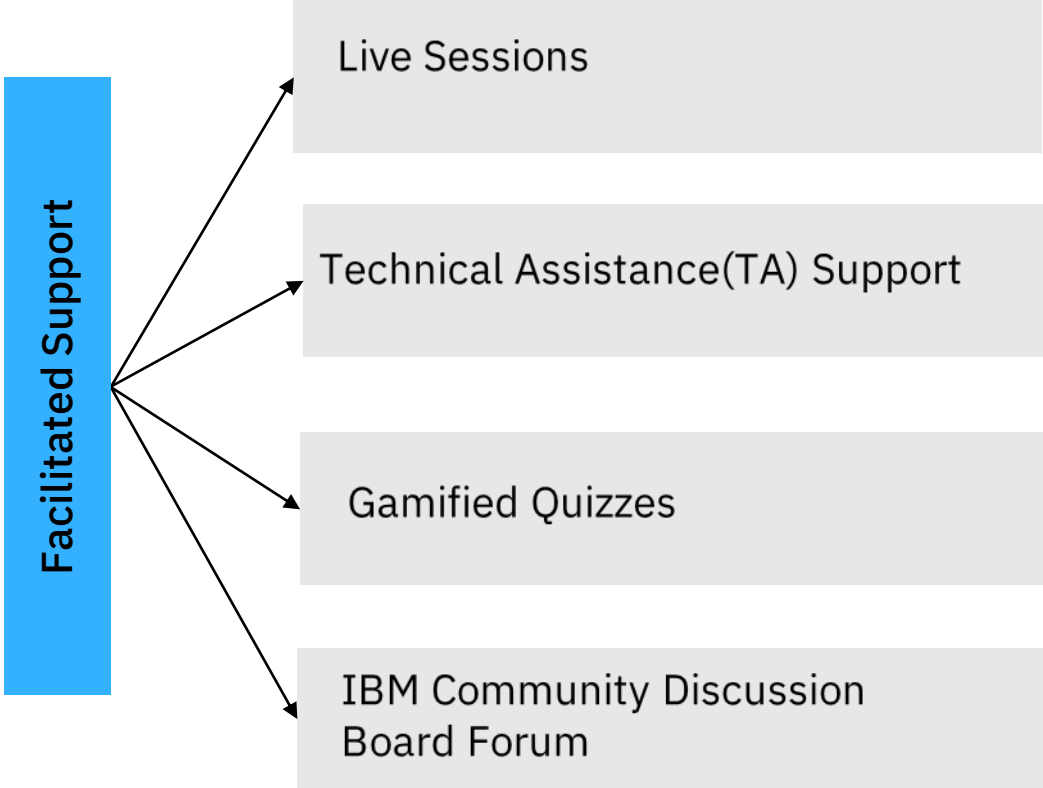 Facilitated Support
Live Sessions
Technical Assistance(TA) Support
Gamified Quizzes
IBM Community Discussion
Board Forum